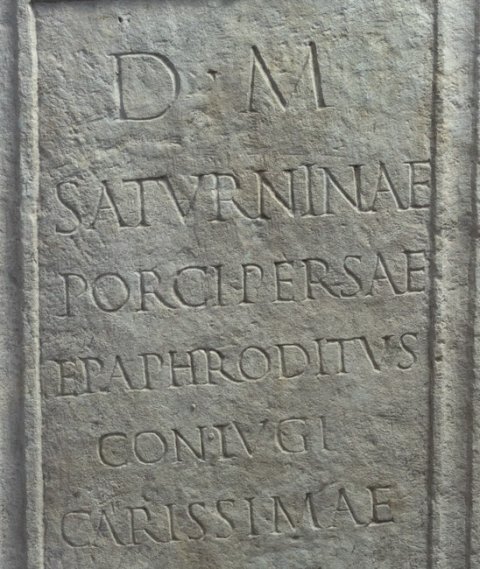 D · M
SATVRNINAE
PORCI·PERSAE
EPAPHRODITVS
CONIVGI
CARISSIMAE